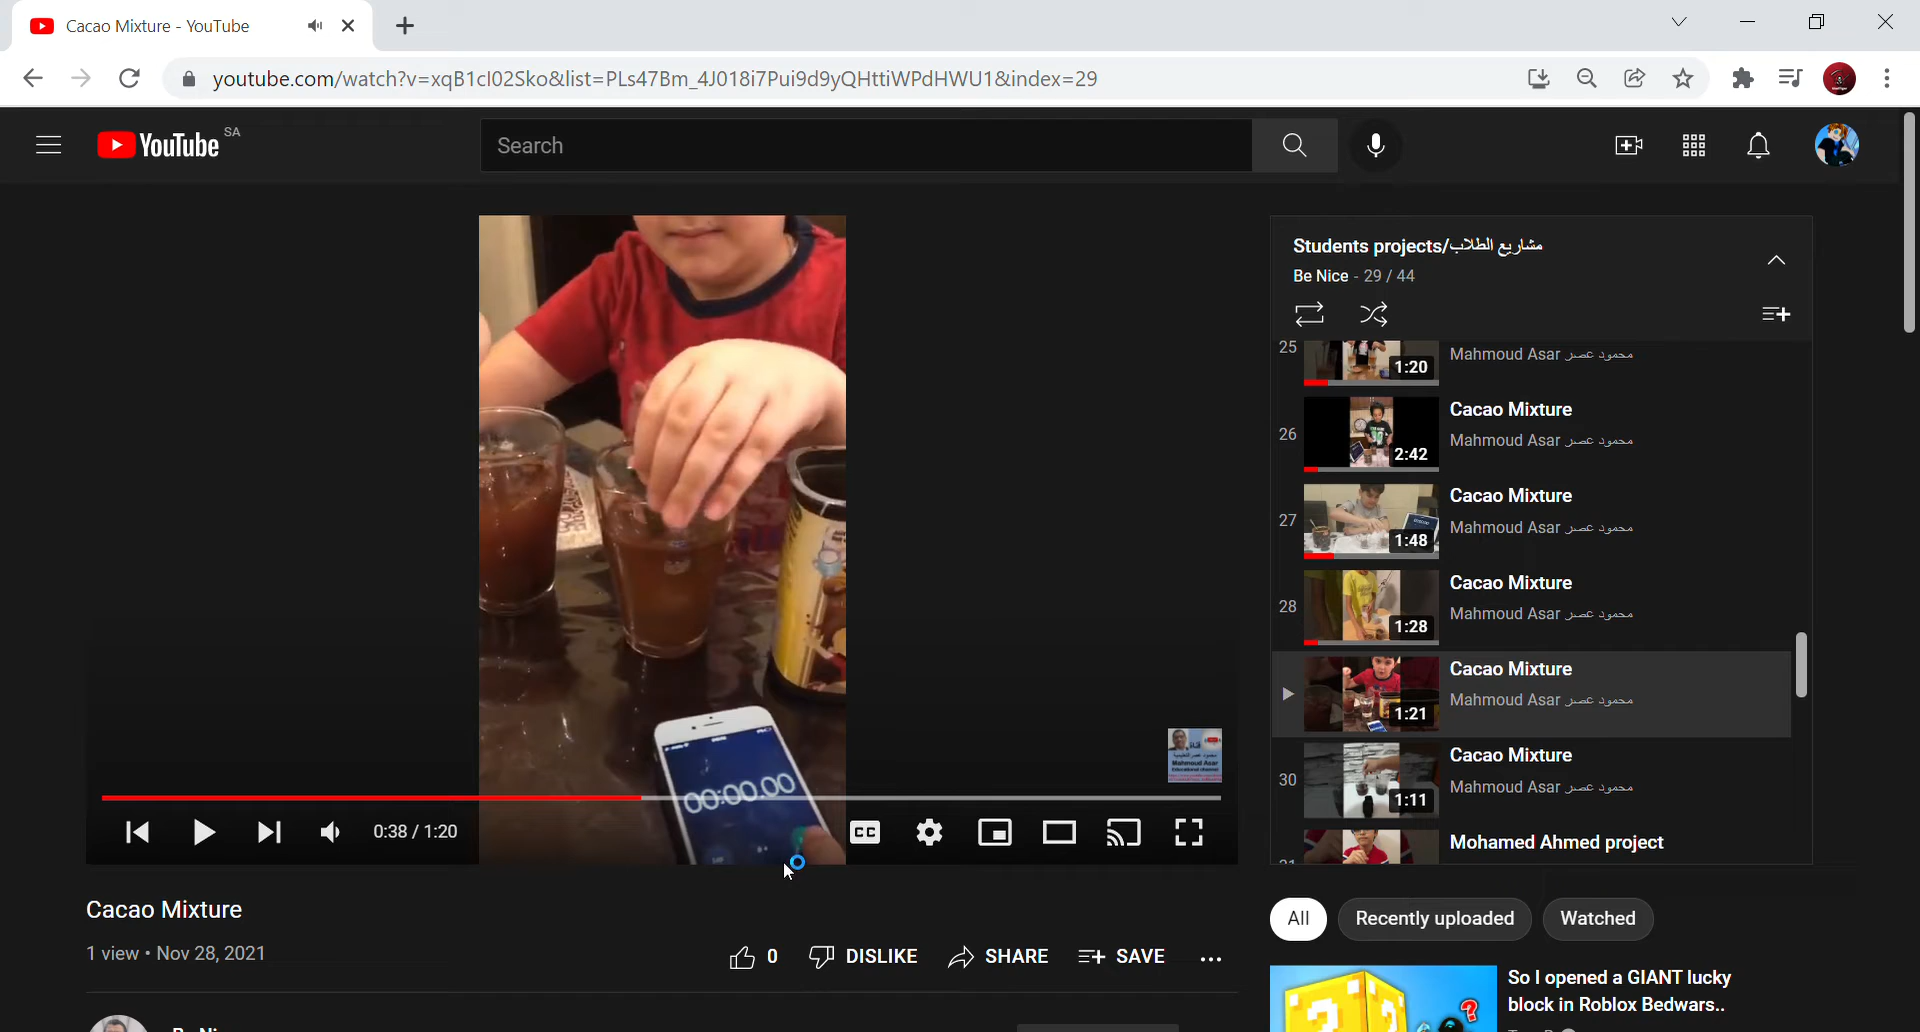 Cacao Mixture - YouTube
youtube.com/watch?v=xqB1cI02Sko&list=PLs47Bm_4J018i7Pui9d9yQHttiWPdHWU1&index=29
YouTube SA
Search
Students projects/مشاريع الطلاب
Be Nice - 29 / 44
25
1:20
Mahmoud Asar محمود عصر
26
2:42
Cacao Mixture
Mahmoud Asar محمود عصر
27
1:48
Cacao Mixture
Mahmoud Asar محمود عصر
28
1:28
Cacao Mixture
Mahmoud Asar محمود عصر
1:21
Cacao Mixture
Mahmoud Asar محمود عصر
30
1:11
Cacao Mixture
Mahmoud Asar محمود عصر
Mohamed Ahmed project
Mahmoud Asar
00:00.00
0:38 / 1:20
CC
Cacao Mixture
1 view • Nov 28, 2021
0
DISLIKE
SHARE
SAVE
All
Recently uploaded
Watched
So I opened a GIANT lucky
block in Roblox Bedwars..